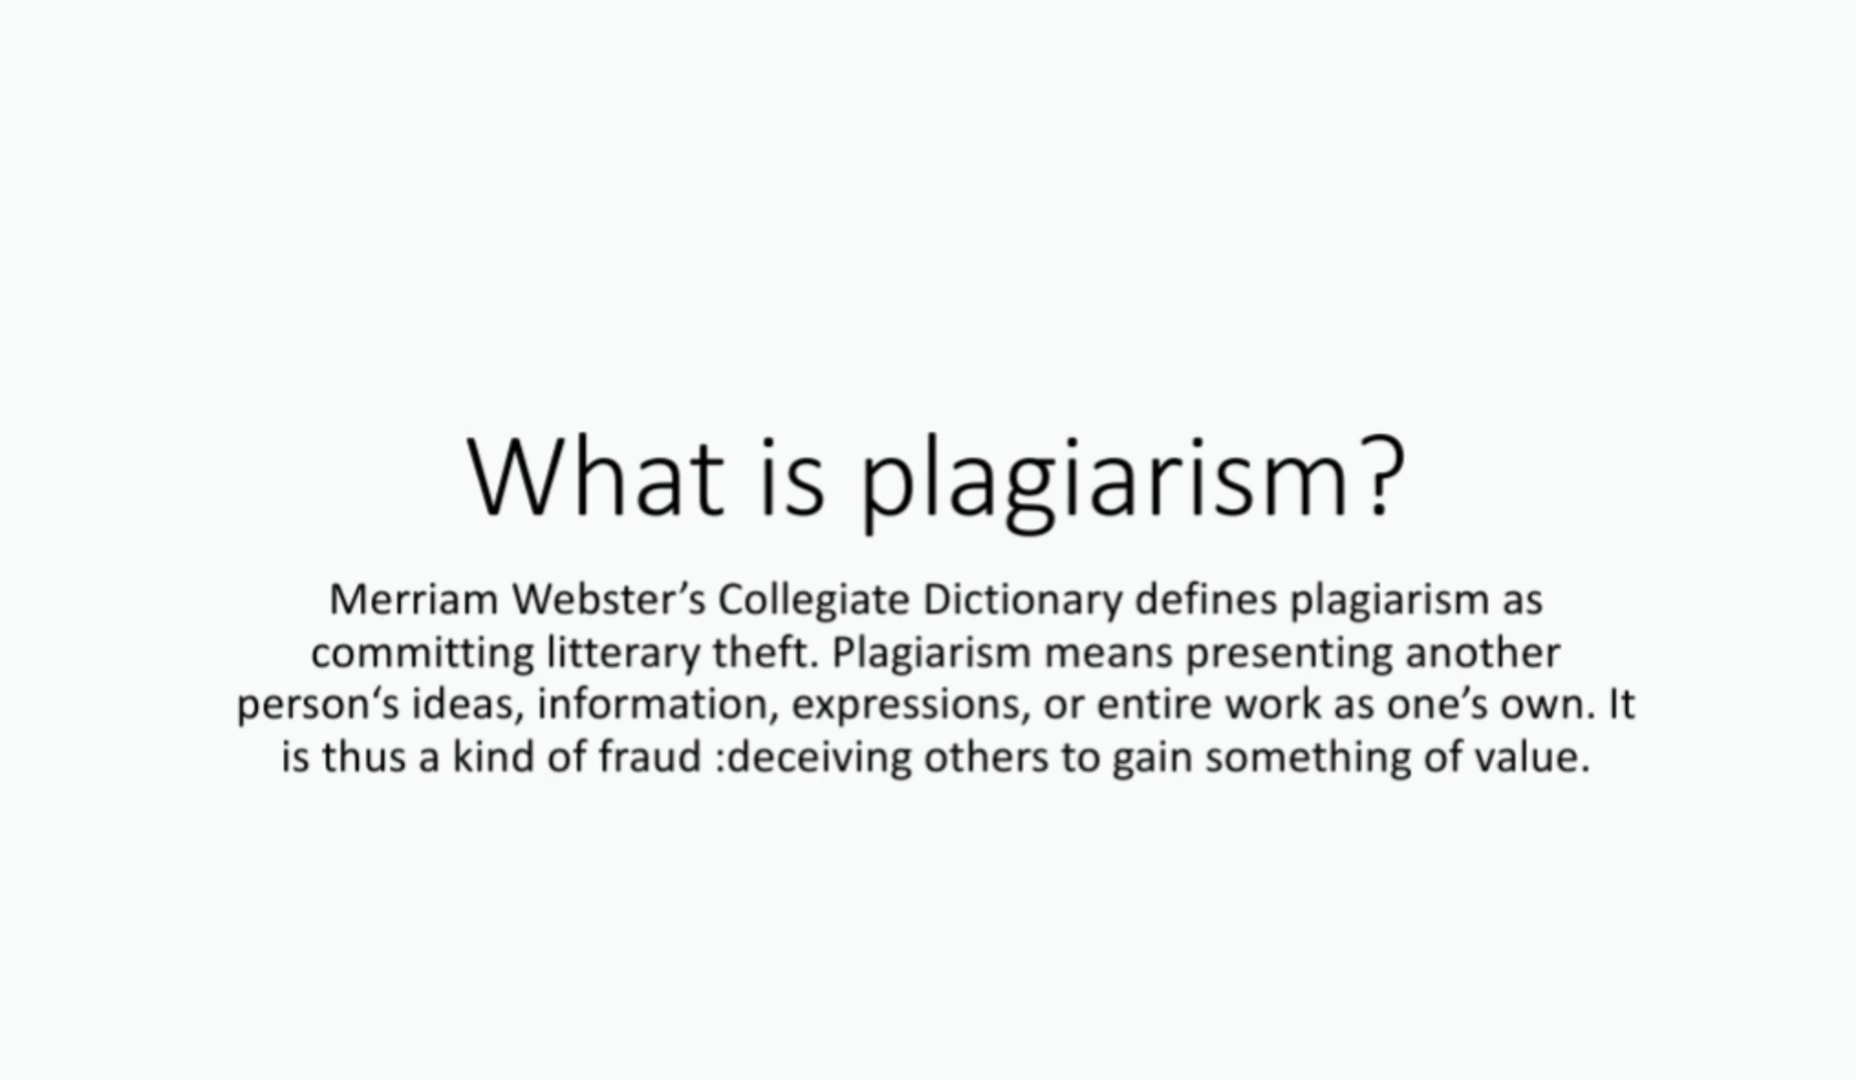 What is plagiarism?
Merriam Webster’s Collegiate Dictionary defines plagiarism as
committing litterary theft. Plagiarism means presenting another
person‘s ideas, information, expressions, or entire work as one’s own. It
is thus a kind of fraud :deceiving others to gain something of value.